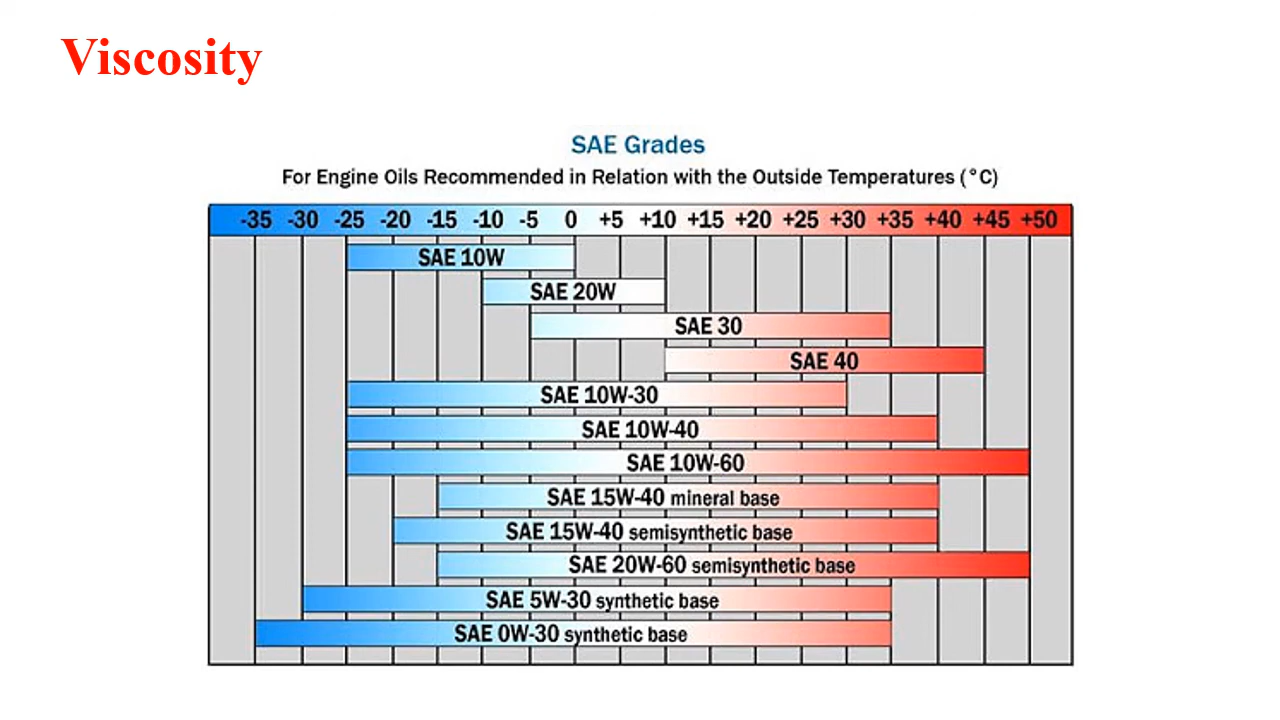 Viscosity
SAE Grades
For Engine Oils Recommended in Relation with the Outside Temperatures (°C)
-35 -30 -25 -20 -15 -10 -5 0 +5 +10 +15 +20 +25 +30 +35 +40 +45 +50
SAE 10W
SAE 20W
SAE 30
SAE 40
SAE 10W-30
SAE 10W-40
SAE 10W-60
SAE 15W-40 mineral base
SAE 15W-40 semisynthetic base
SAE 20W-60 semisynthetic base
SAE 5W-30 synthetic base
SAE 0W-30 synthetic base